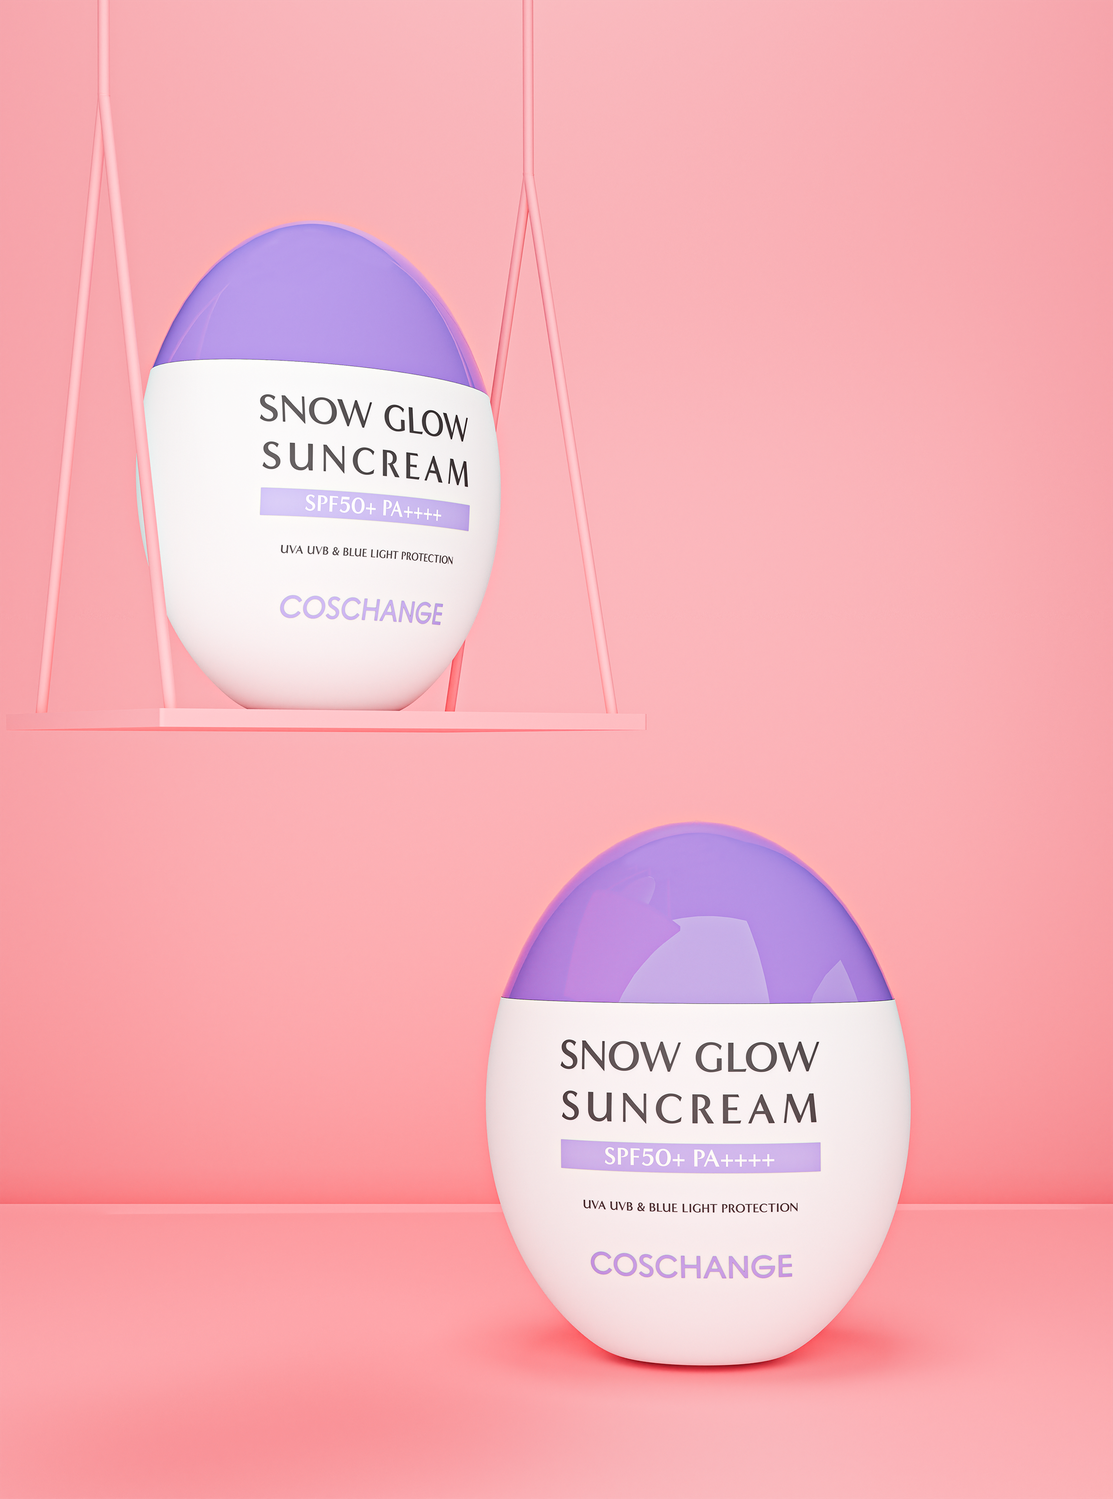 SNOW GLOW
SUNCREAM
SPF50+ PA++++
UVA UVB & BLUE LIGHT PROTECTION
COSCHANGE
SNOW GLOW
SUNCREAM
SPF50+ PA++++
UVA UVB & BLUE LIGHT PROTECTION
COSCHANGE